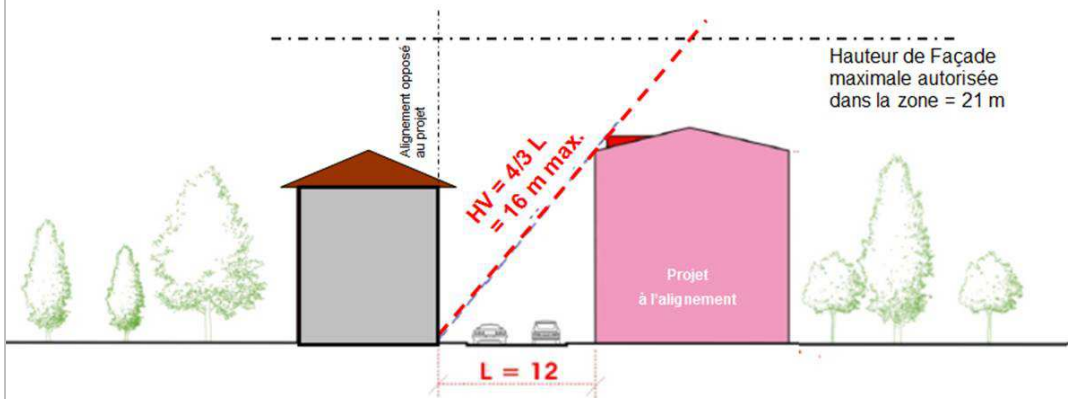 Alignement opposé
au projet
Hauteur de Façade
maximale autorisée
dans la zone = 21 m
HV = 4/3 L
= 16 m max.
Projet
à l'alignement
L = 12